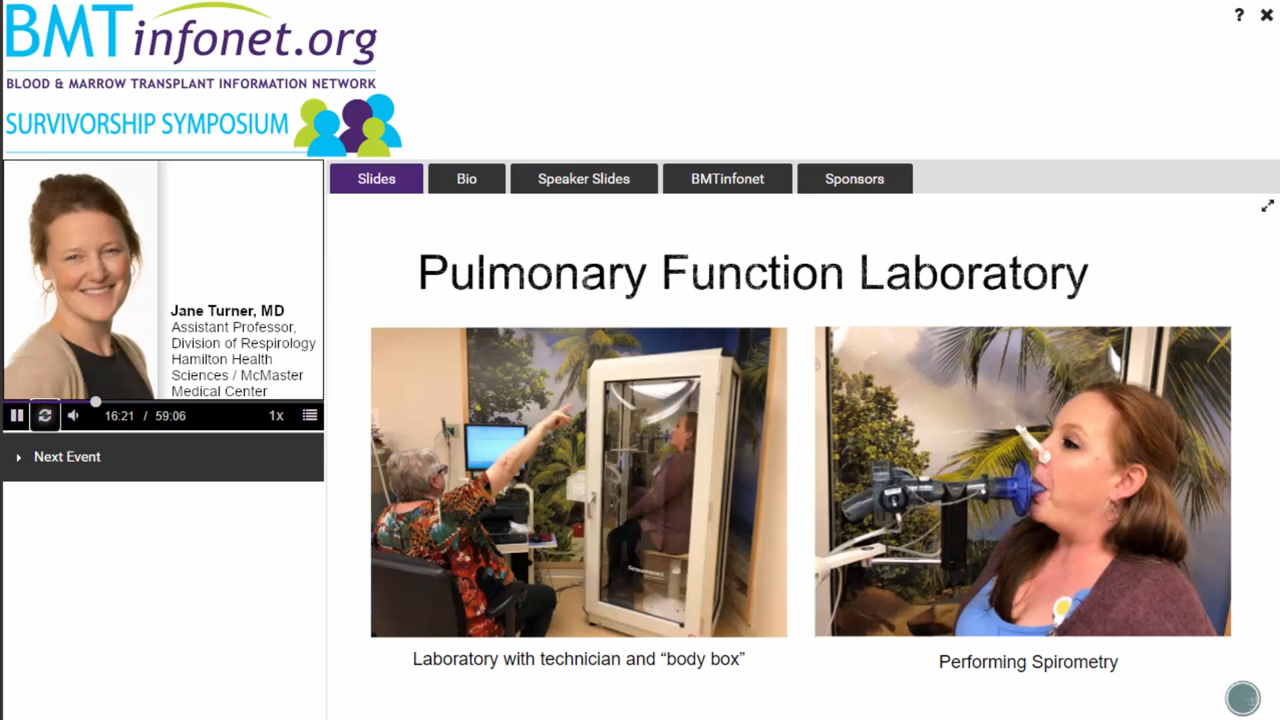 BMTinfonet.org
BLOOD & MARROW TRANSPLANT INFORMATION NETWORK
SURVIVORSHIP SYMPOSIUM
?
Slides
Bio
Speaker Slides
BMTinfonet
Sponsors
Jane Turner, MD
Assistant Professor,
Division of Respirology
Hamilton Health
Sciences / McMaster
Medical Center
16:21 / 59:06
1x
Next Event
Pulmonary Function Laboratory
Laboratory with technician and “body box”
Performing Spirometry